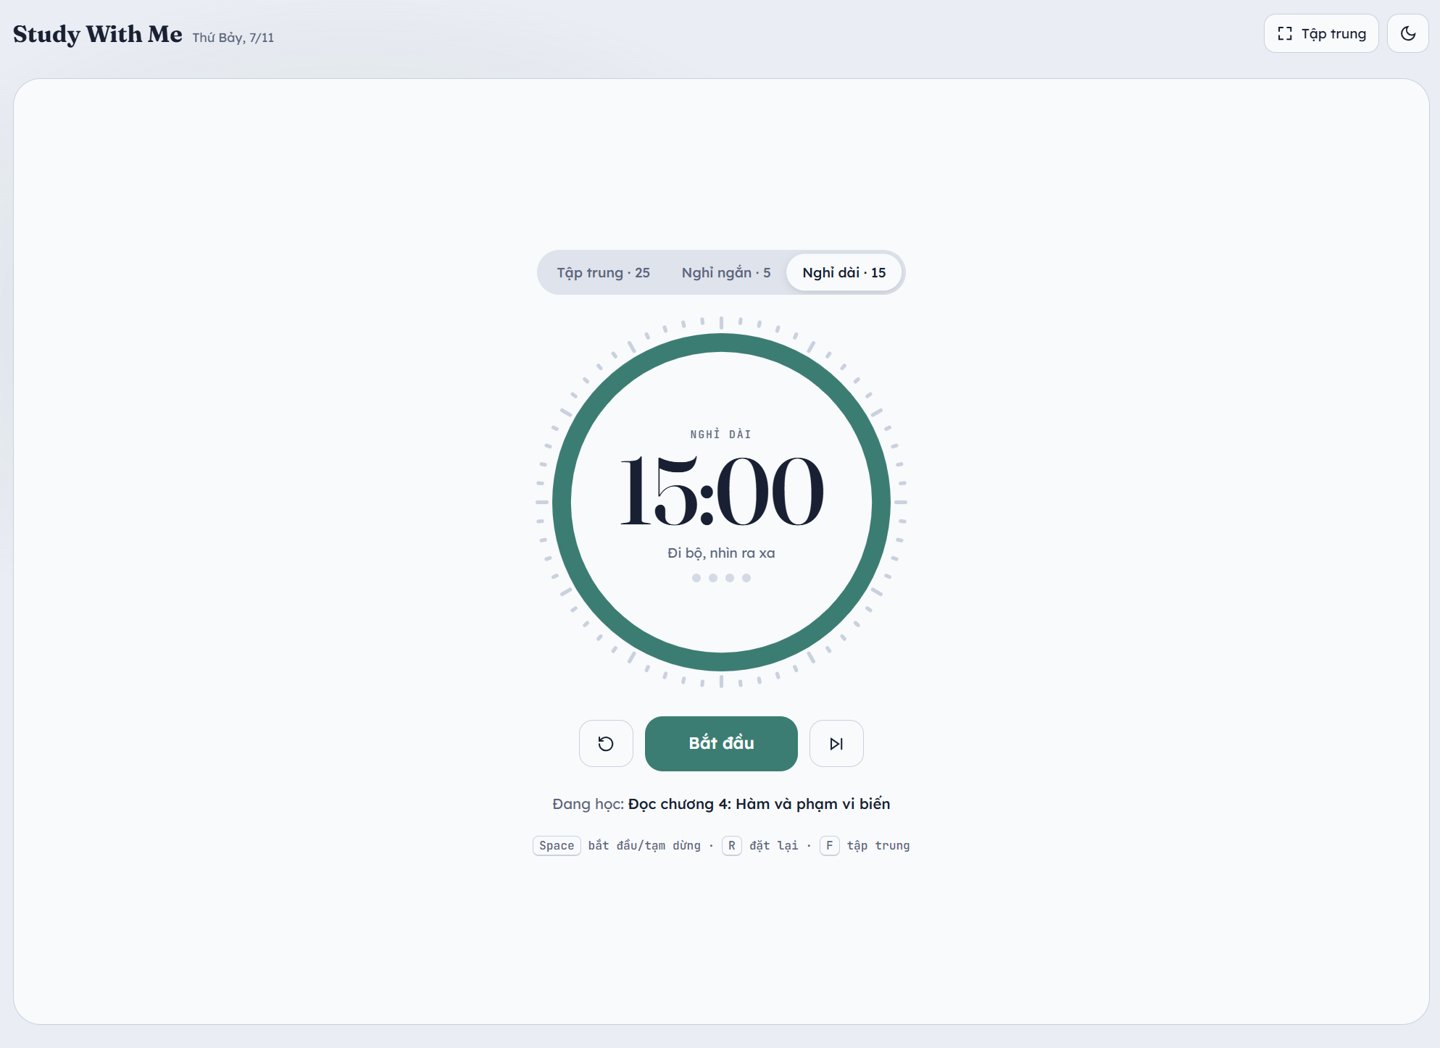 Study With Me Thứ Bảy, 7/11
Tập trung
Tập trung · 25 Nghỉ ngắn · 5 Nghỉ dài · 15
NGHỈ DÀI
15:00
Đi bộ, nhìn ra xa
Bắt đầu
Đang học: Đọc chương 4: Hàm và phạm vi biến
Space bắt đầu/tạm dừng · R đặt lại · F tập trung